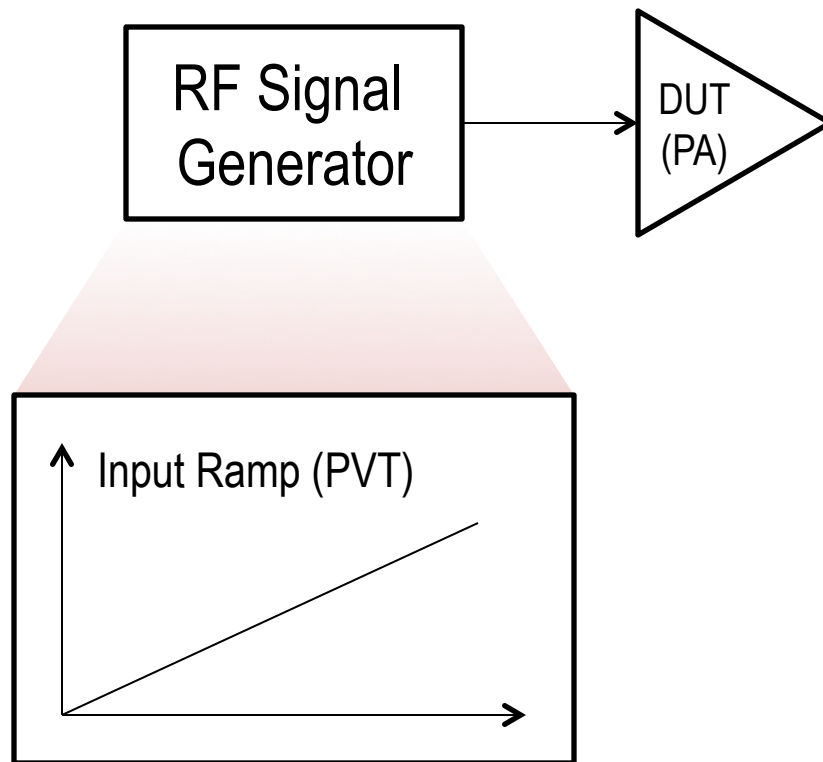 RF Signal
Generator
DUT
(PA)
Input Ramp (PVT)